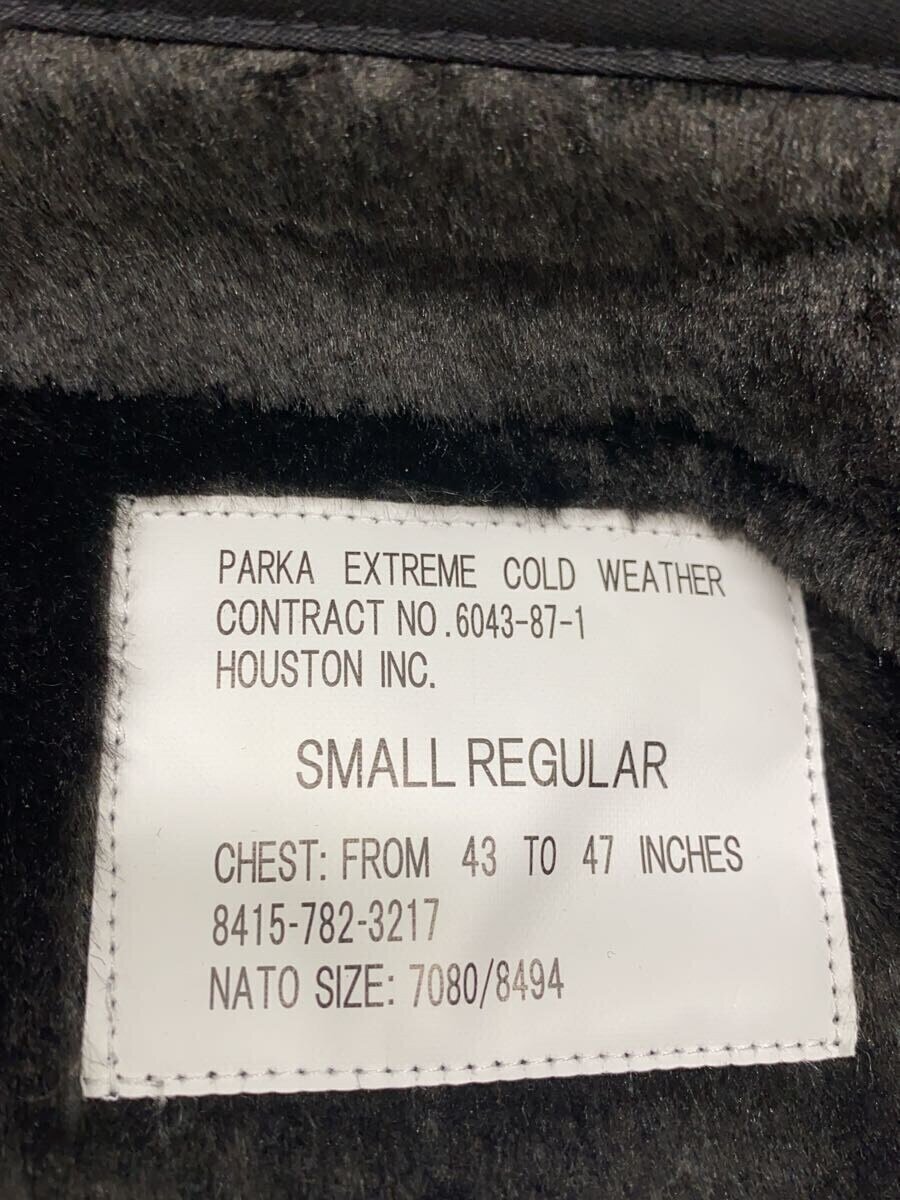 PARKA EXTREME COLD WEATHER
CONTRACT NO.6043-87-1
HOUSTON INC.
SMALL REGULAR
CHEST: FROM 43 TO 47 INCHES
8415-782-3217
NATO SIZE: 7080/8494